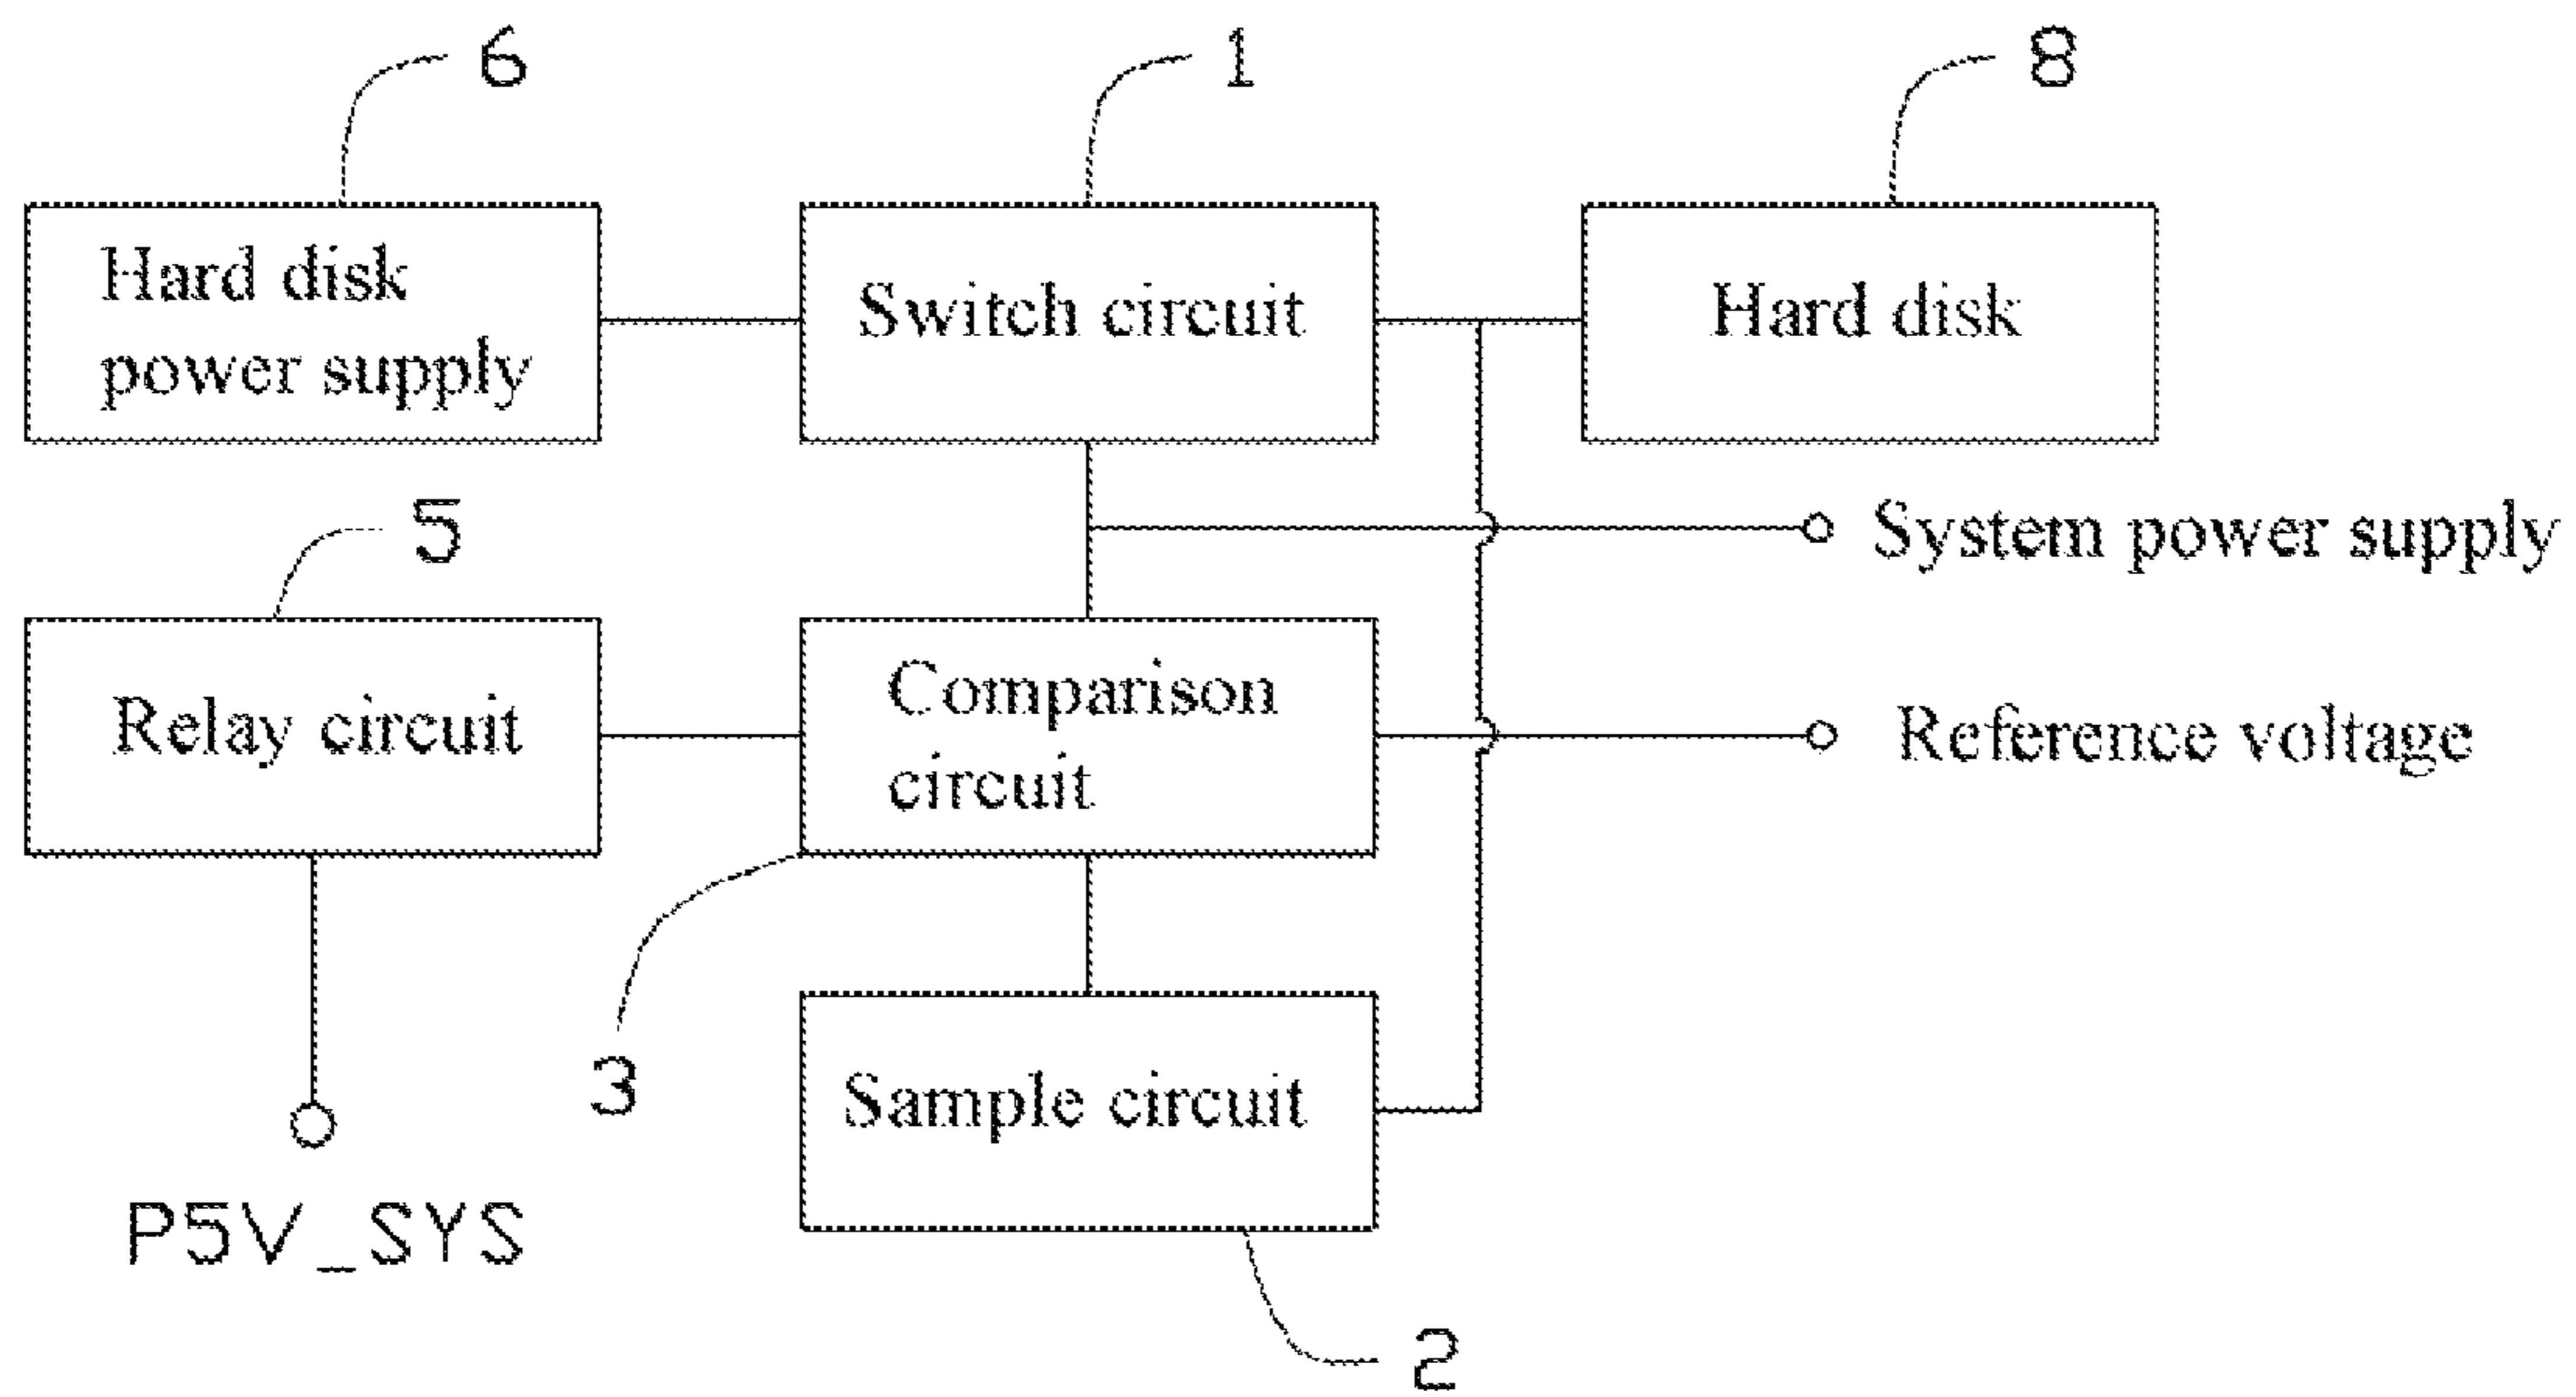 6
1
8
Hard disk
power supply
Switch circuit
Hard disk
5
System power supply
Relay circuit
Comparison
circuit
Reference voltage
3
Sample circuit
P5V_SYS
2